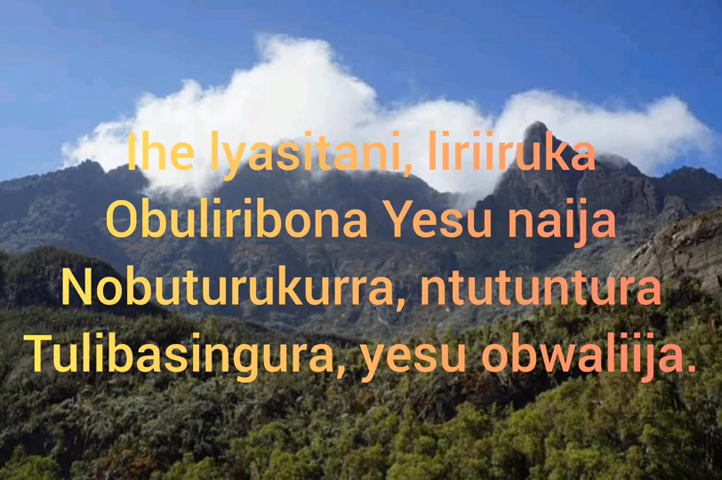 Ihe lyasitani, liriiruka
Obuliribona Yesu naija
Nobuturukurra, ntutuntura
Tulibasingura, yesu obwaliija.